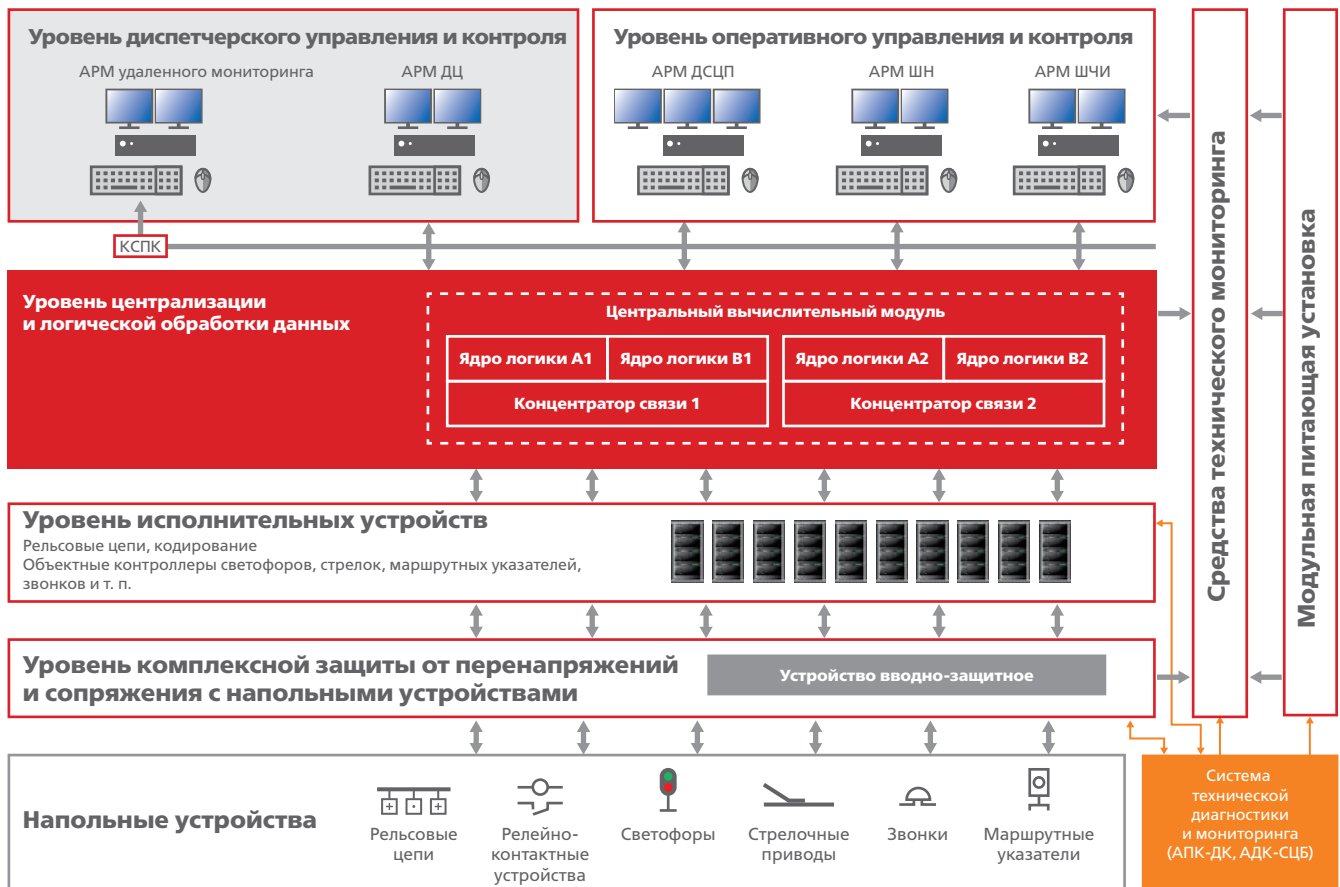 Уровень диспетчерского управления и контроля
АРМ удаленного мониторинга
АРМ ДЦ
Уровень оперативного управления и контроля
АРМ ДСЦП
АРМ ШН
АРМ ШЧИ
КСПК
Уровень централизации
и логической обработки данных
Центральный вычислительный модуль
Ядро логики А1
Ядро логики В1
Ядро логики А2
Ядро логики В2
Концентратор связи 1
Концентратор связи 2
Уровень исполнительных устройств
Рельсовые цепи, кодирование
Объектные контроллеры светофоров, стрелок, маршрутных указателей,
звонков и т. п.
Уровень комплексной защиты от перенапряжений
и сопряжения с напольными устройствами
Устройство вводно-защитное
Напольные устройства
Рельсовые
цепи
Релейно-
контактные
устройства
Светофоры
Стрелочные
приводы
Звонки
Маршрутные
указатели
Средства технического мониторинга
Модульная питающая установка
Система
технической
диагностики
и мониторинга
(АПК-ДК, АДК-СЦБ)